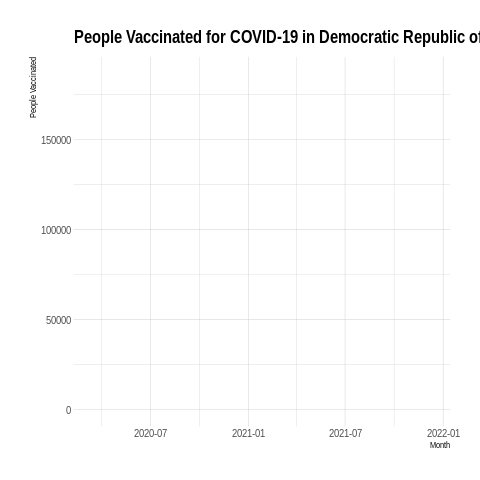 People Vaccinated for COVID-19 in Democratic Republic of
People Vaccinated
150000
100000
50000
0
2020-07 2021-01 2021-07 2022-01
Month